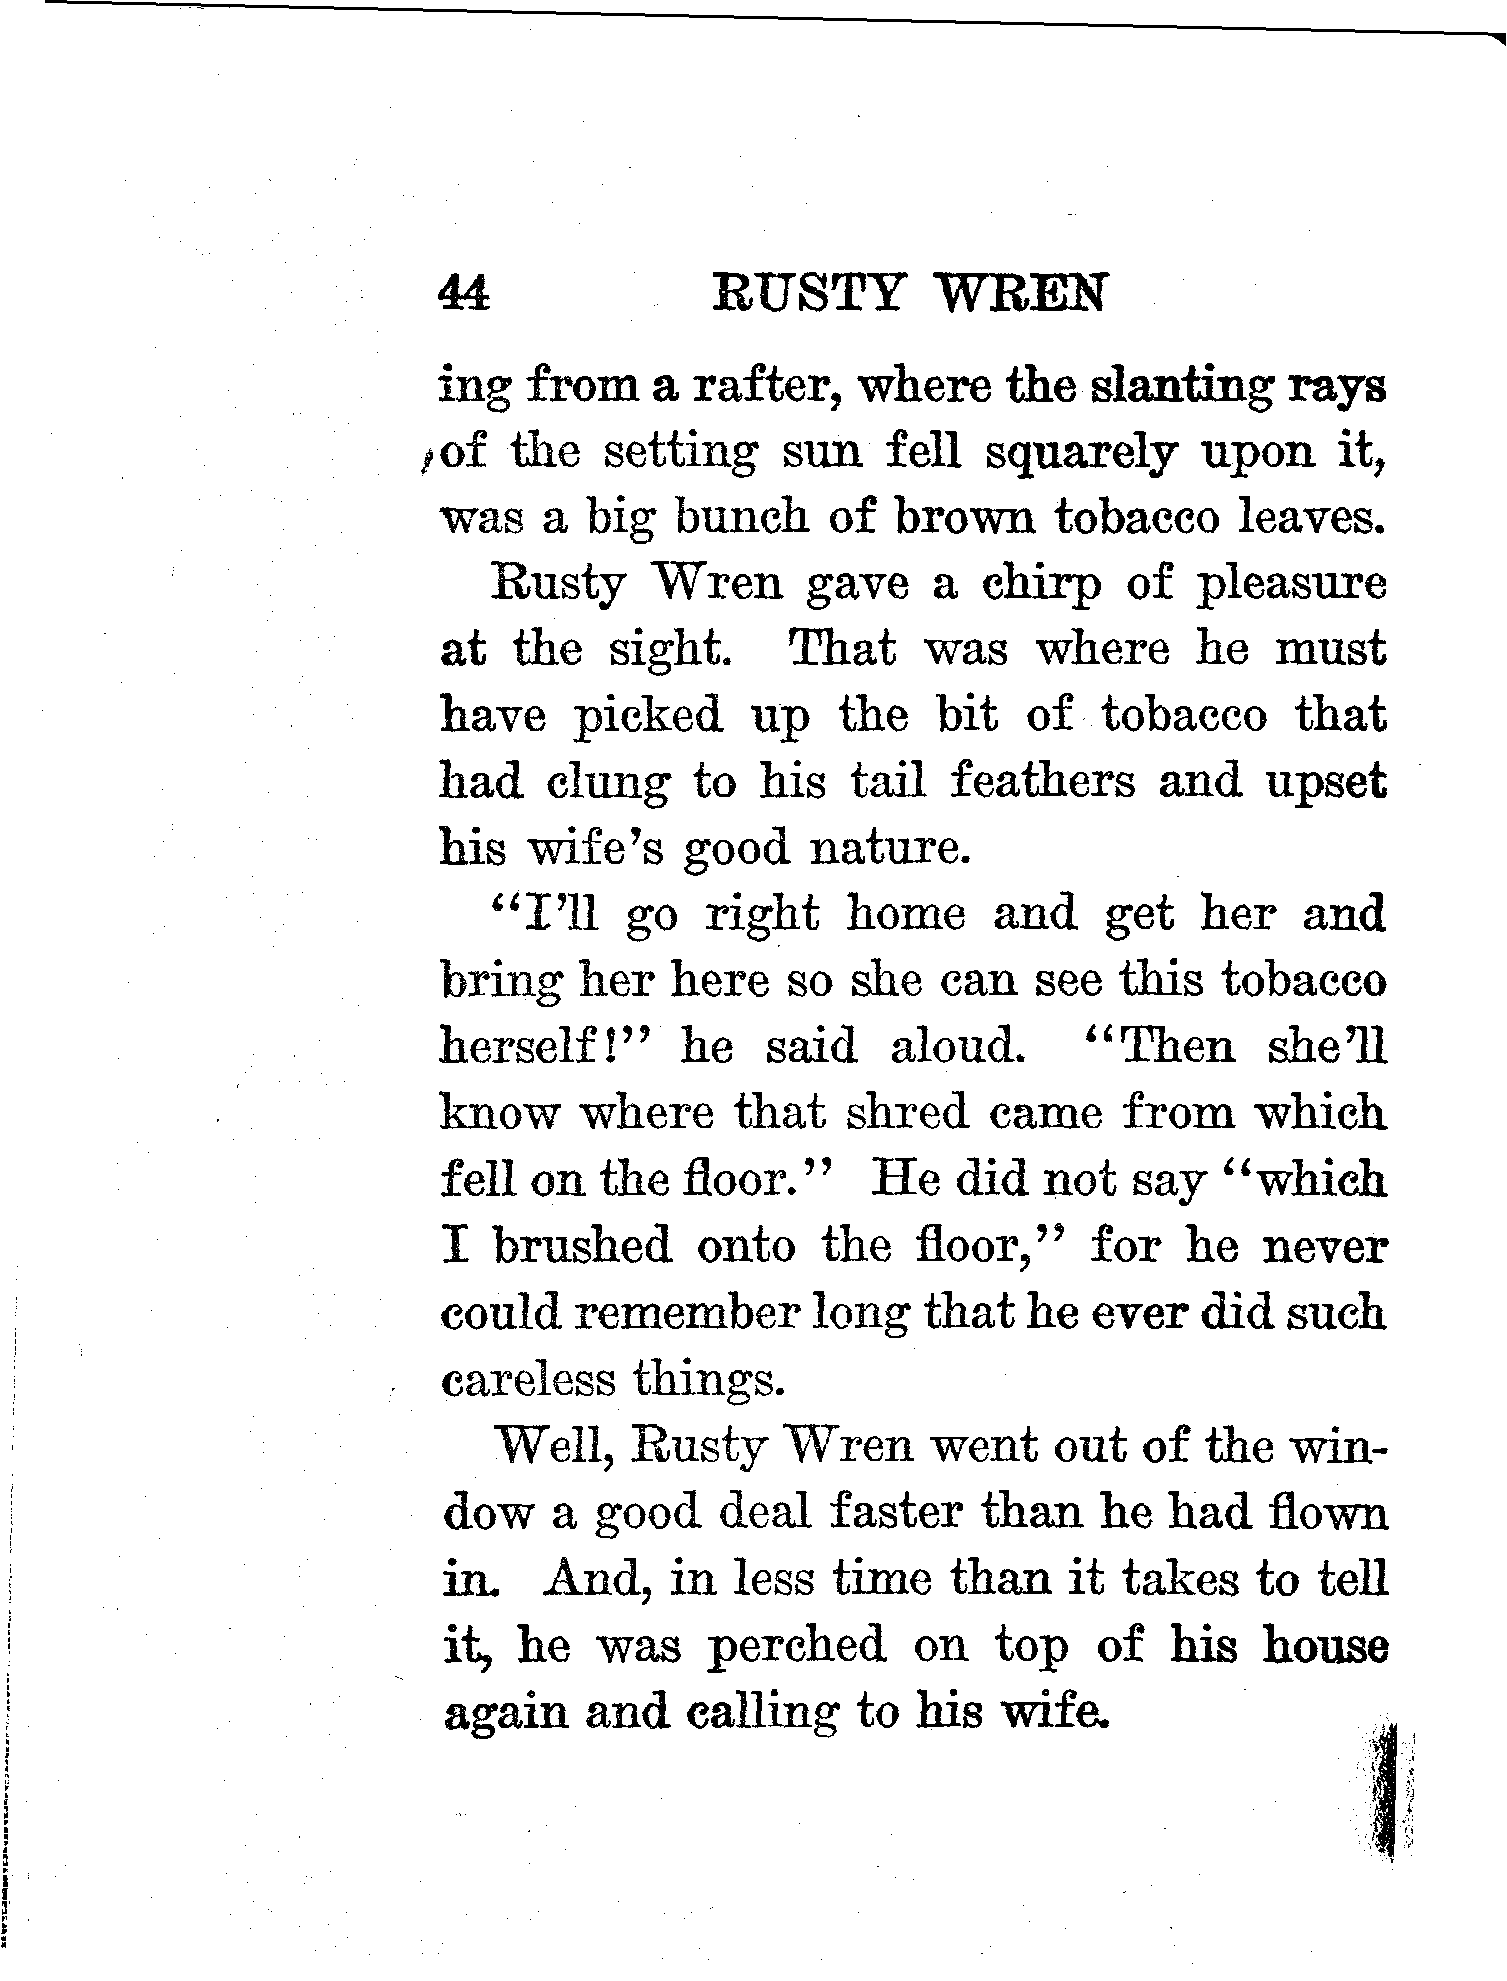 44 RUSTY WREN
ing from a rafter, where the slanting rays
of the setting sun fell squarely upon it,
was a big bunch of brown tobacco leaves.
Rusty Wren gave a chirp of pleasure
at the sight. That was where he must
have picked up the bit of tobacco that
had clung to his tail feathers and upset
his wife's good nature.
"I'll go right home and get her and
bring her here so she can see this tobacco
herself!" he said aloud. "Then she'll
know where that shred came from which
fell on the floor." He did not say "which
I brushed onto the floor," for he never
could remember long that he ever did such
careless things.
Well, Rusty Wren went out of the win-
dow a good deal faster than he had flown
in. And, in less time than it takes to tell
it, he was perched on top of his house
again and calling to his wife.